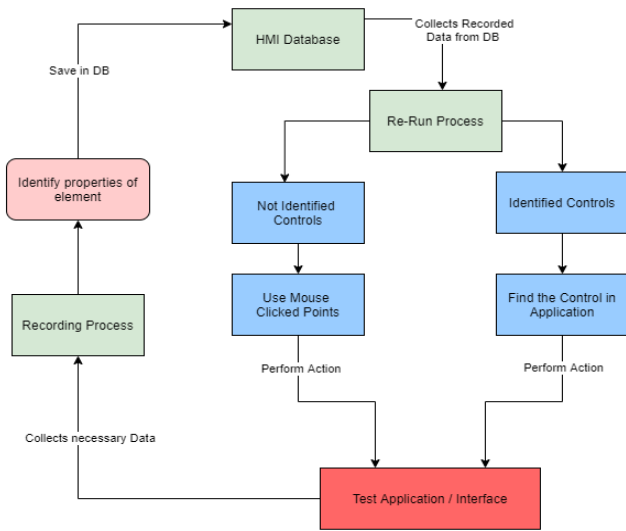 HMI Database
Collects Recorded
Data from DB
Save in DB
Re-Run Process
Identify properties of
element
Not Identified
Controls
Identified Controls
Recording Process
Use Mouse
Clicked Points
Find the Control in
Application
Perform Action
Perform Action
Collects necessary Data
Test Application / Interface